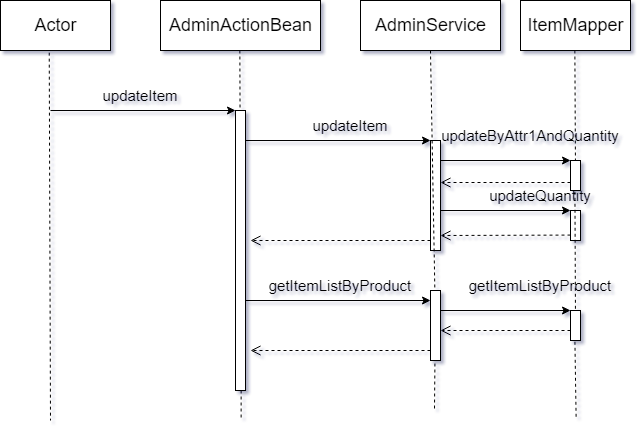 Actor
AdminActionBean
AdminService
ItemMapper
updateItem
updateItem
updateByAttr1AndQuantity
updateQuantity
getItemListByProduct
getItemListByProduct